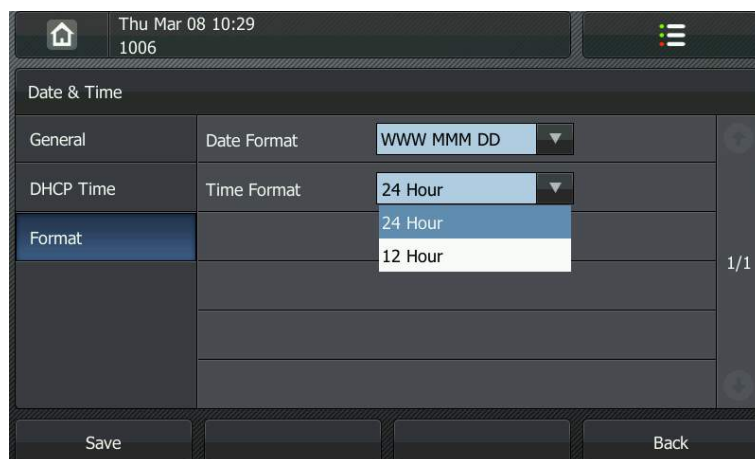 Thu Mar 08 10:29
1006
Date & Time
General
Date Format
WWW MMM DD
DHCP Time
Time Format
24 Hour
24 Hour
Format
12 Hour
1/1
Save
Back